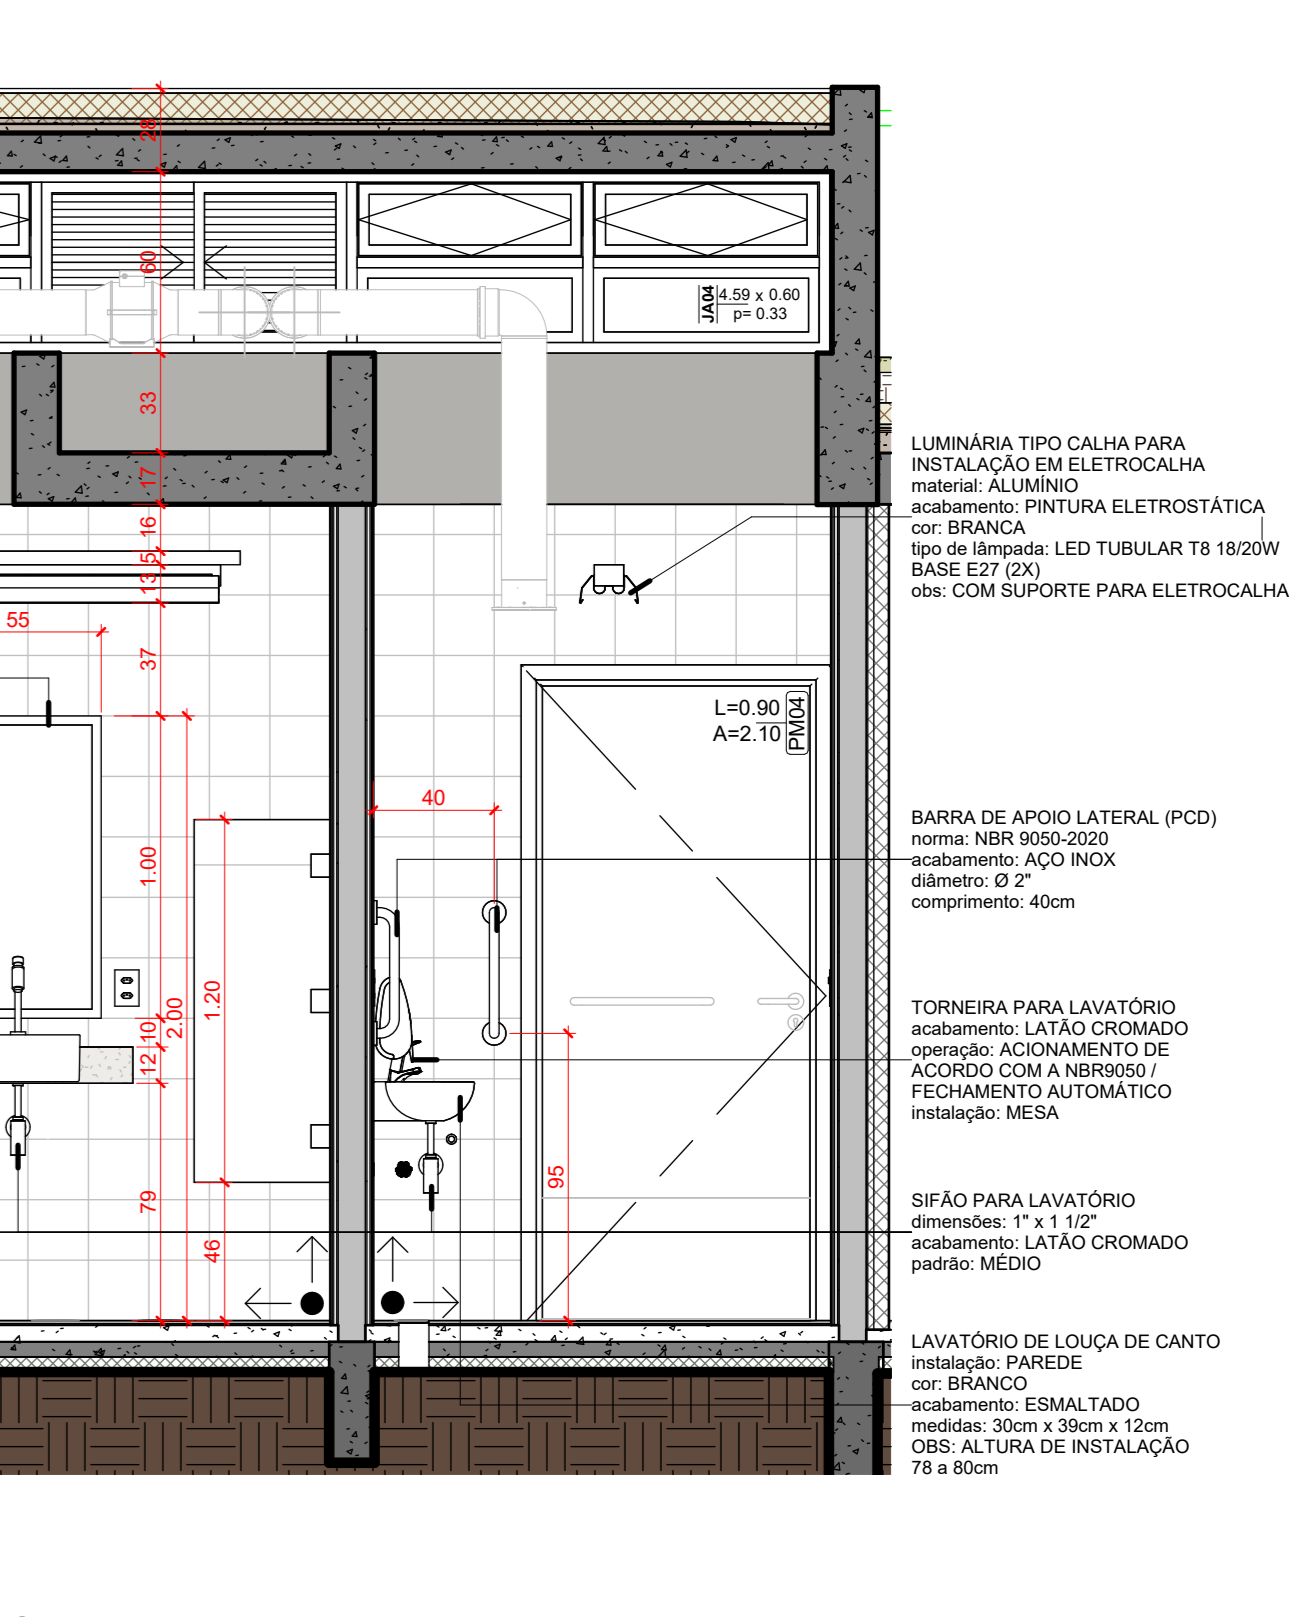 28
60
JA04
4.59 x 0.60
p= 0.33
33
17
16
5
13
55
37
1.00
10
2.00
12
79
1.20
46
40
95
L=0.90
A=2.10
PM04
LUMINÁRIA TIPO CALHA PARA
INSTALAÇÃO EM ELETROCALHA
material: ALUMÍNIO
acabamento: PINTURA ELETROSTÁTICA
cor: BRANCA
tipo de lâmpada: LED TUBULAR T8 18/20W
BASE E27 (2X)
obs: COM SUPORTE PARA ELETROCALHA
BARRA DE APOIO LATERAL (PCD)
norma: NBR 9050-2020
acabamento: AÇO INOX
diâmetro: Ø 2"
comprimento: 40cm
TORNEIRA PARA LAVATÓRIO
acabamento: LATÃO CROMADO
operação: ACIONAMENTO DE
ACORDO COM A NBR9050 /
FECHAMENTO AUTOMÁTICO
instalação: MESA
SIFÃO PARA LAVATÓRIO
dimensões: 1" x 1 1/2"
acabamento: LATÃO CROMADO
padrão: MÉDIO
LAVATÓRIO DE LOUÇA DE CANTO
instalação: PAREDE
cor: BRANCO
acabamento: ESMALTADO
medidas: 30cm x 39cm x 12cm
OBS: ALTURA DE INSTALAÇÃO
78 a 80cm